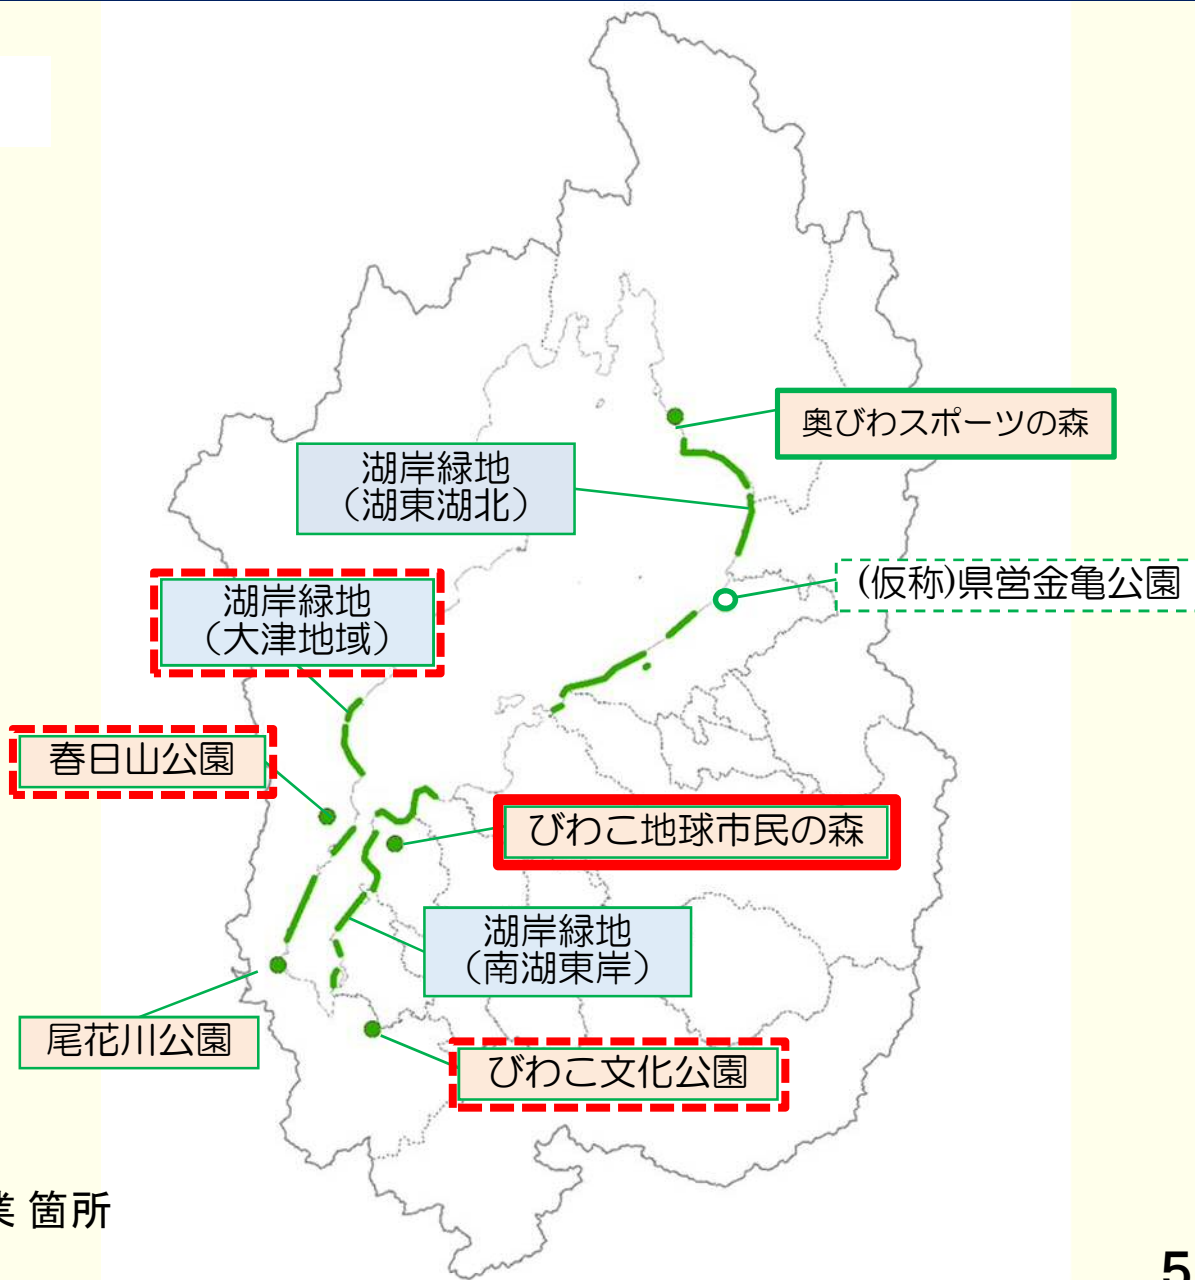 奥びわスポーツの森
湖岸緑地
（湖東湖北）
(仮称)県営金亀公園
湖岸緑地
（大津地域）
春日山公園
びわこ地球市民の森
湖岸緑地
（南湖東岸）
尾花川公園
びわこ文化公園
業 箇所
5